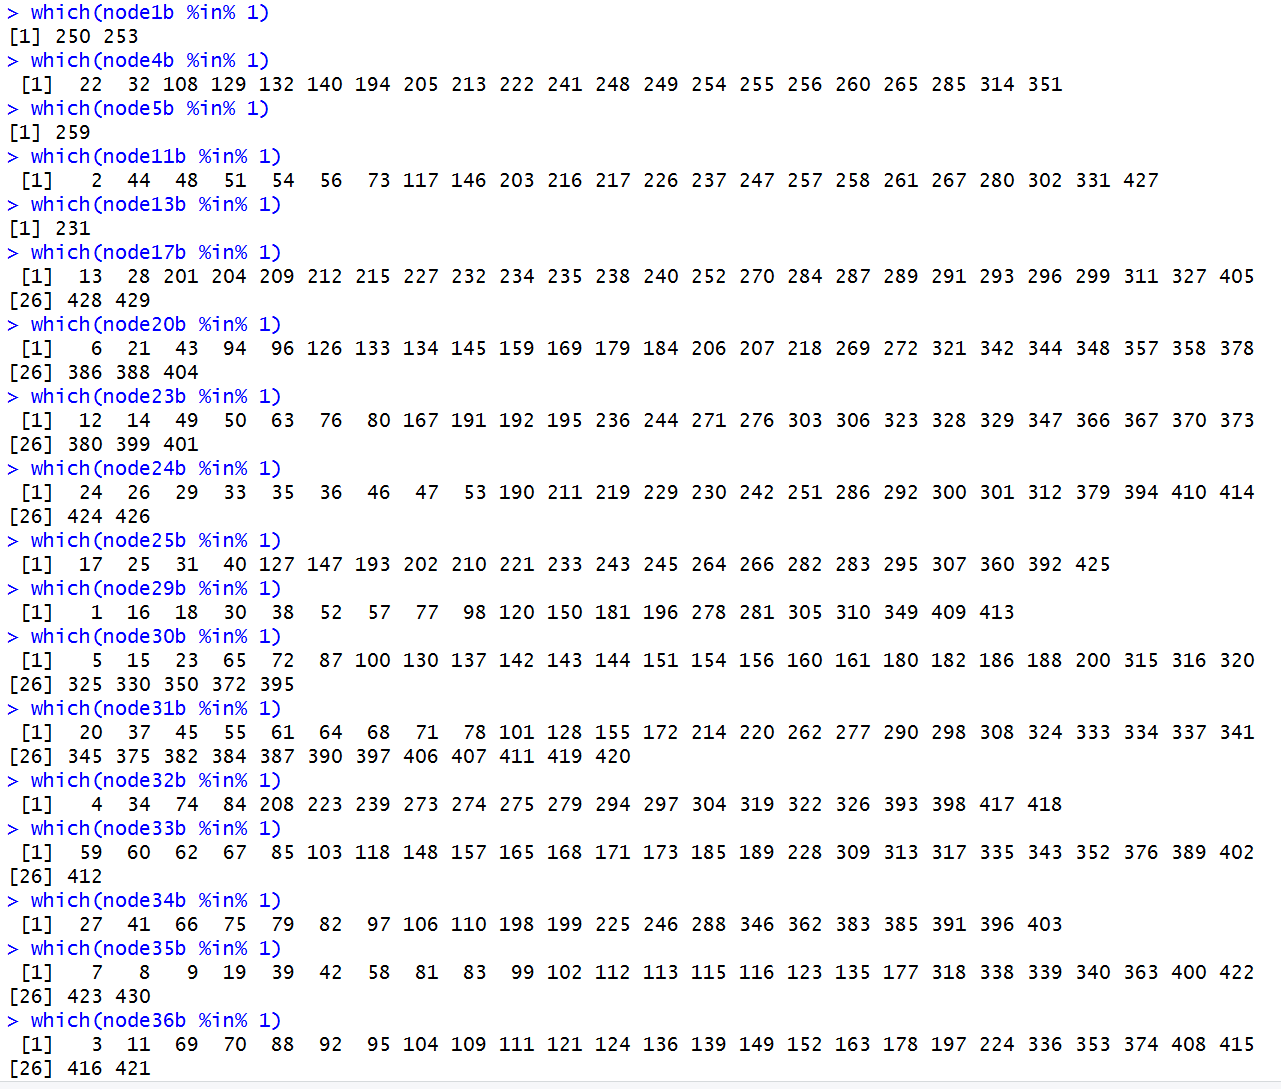 > which(node1b %in% 1)
[1] 250 253
> which(node4b %in% 1)
 [1]  22  32 108 129 132 140 194 205 213 222 241 248 249 254 255 256 260 265 285 314 351
> which(node5b %in% 1)
[1] 259
> which(node11b %in% 1)
 [1]   2  44  48  51  54  56  73 117 146 203 216 217 226 237 247 257 258 261 267 280 302 331 427
> which(node13b %in% 1)
[1] 231
> which(node17b %in% 1)
 [1]  13  28 201 204 209 212 215 227 232 234 235 238 240 252 270 284 287 289 291 293 296 299 311 327 405
[26] 428 429
> which(node20b %in% 1)
 [1]   6  21  43  94  96 126 133 134 145 159 169 179 184 206 207 218 269 272 321 342 344 348 357 358 378
[26] 386 388 404
> which(node23b %in% 1)
 [1]  12  14  49  50  63  76  80 167 191 192 195 236 244 271 276 303 306 323 328 329 347 366 367 370 373
[26] 380 399 401
> which(node24b %in% 1)
 [1]  24  26  29  33  35  36  46  47  53 190 211 219 229 230 242 251 286 292 300 301 312 379 394 410 414
[26] 424 426
> which(node25b %in% 1)
 [1]  17  25  31  40 127 147 193 202 210 221 233 243 245 264 266 282 283 295 307 360 392 425
> which(node29b %in% 1)
 [1]   1  16  18  30  38  52  57  77  98 120 150 181 196 278 281 305 310 349 409 413
> which(node30b %in% 1)
 [1]   5  15  23  65  72  87 100 130 137 142 143 144 151 154 156 160 161 180 182 186 188 200 315 316 320
[26] 325 330 350 372 395
> which(node31b %in% 1)
 [1]  20  37  45  55  61  64  68  71  78 101 128 155 172 214 220 262 277 290 298 308 324 333 334 337 341
[26] 345 375 382 384 387 390 397 406 407 411 419 420
> which(node32b %in% 1)
 [1]   4  34  74  84 208 223 239 273 274 275 279 294 297 304 319 322 326 393 398 417 418
> which(node33b %in% 1)
 [1]  59  60  62  67  85 103 118 148 157 165 168 171 173 185 189 228 309 313 317 335 343 352 376 389 402
[26] 412
> which(node34b %in% 1)
 [1]  27  41  66  75  79  82  97 106 110 198 199 225 246 288 346 362 383 385 391 396 403
> which(node35b %in% 1)
 [1]   7   8   9  19  39  42  58  81  83  99 102 112 113 115 116 123 135 177 318 338 339 340 363 400 422
[26] 423 430
> which(node36b %in% 1)
 [1]   3  11  69  70  88  92  95 104 109 111 121 124 136 139 149 152 163 178 197 224 336 353 374 408 415
[26] 416 421